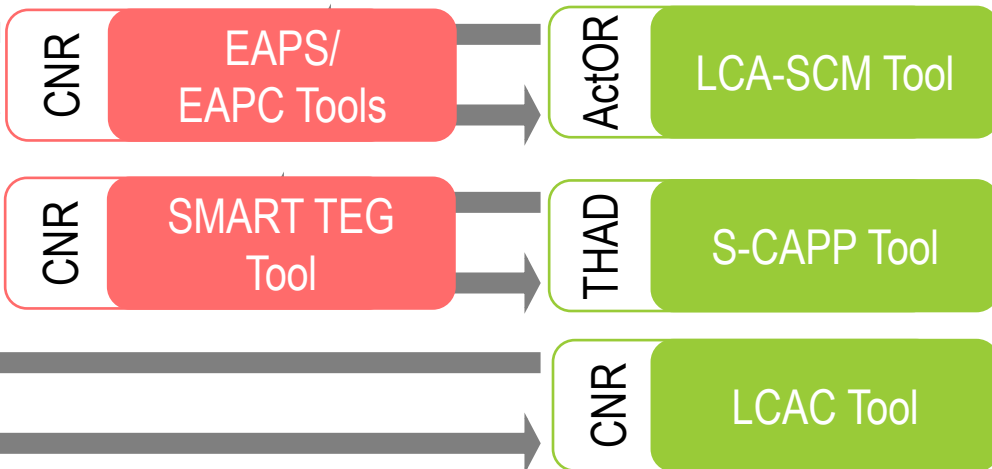 CNR
EAPS/
EAPC Tools
ActOR
LCA-SCM Tool
CNR
SMART TEG
Tool
THAD
S-CAPP Tool
CNR
LCAC Tool